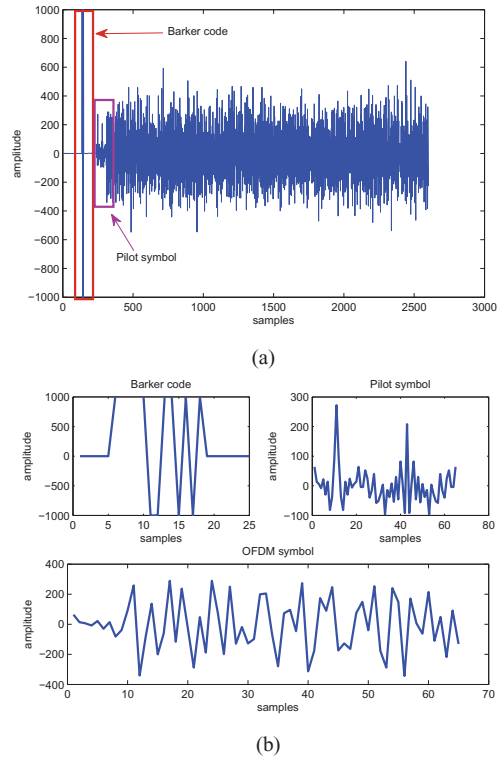 1000
800
600
400
200
0
−200
−400
−600
−800
−1000
amplitude
Barker code
Pilot symbol
0 500 1000 1500 2000 2500 3000
samples
(a)
Barker code
1000
500
0
−500
−1000
amplitude
0 5 10 15 20 25
samples
Pilot symbol
300
200
100
0
−100
amplitude
0 20 40 60 80
samples
OFDM symbol
400
200
0
−200
−400
amplitude
0 10 20 30 40 50 60 70
samples
(b)